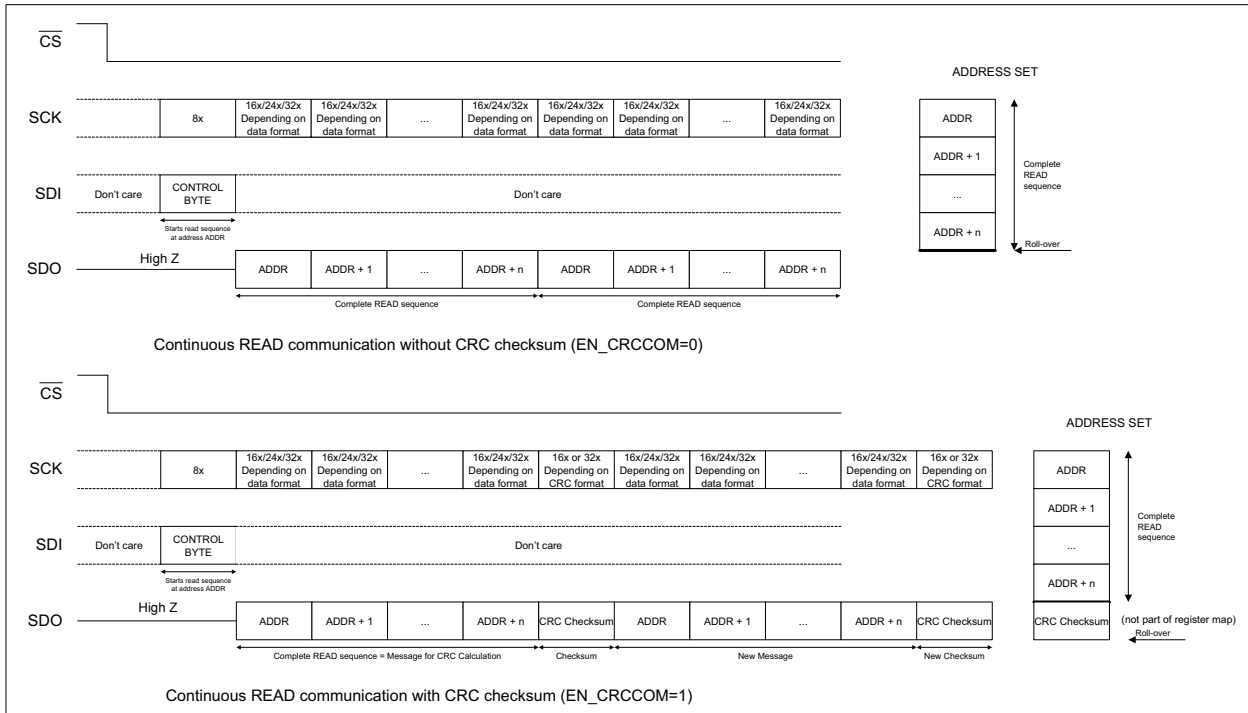 CS
ADDRESS SET
SCK
8x
16x/24x/32x
Depending on
data format
16x/24x/32x
Depending on
data format
...
16x/24x/32x
Depending on
data format
16x/24x/32x
Depending on
data format
16x/24x/32x
Depending on
data format
...
16x/24x/32x
Depending on
data format
ADDR
ADDR + 1
...
ADDR + n
Complete
READ
sequence
Roll-over
SDI
Don't care
CONTROL
BYTE
Don't care
Starts read sequence
at address ADDR
SDO
High Z
ADDR
ADDR + 1
...
ADDR + n
ADDR
ADDR + 1
...
ADDR + n
Complete READ sequence
Complete READ sequence
Continuous READ communication without CRC checksum (EN_CRCCOM=0)
CS
ADDRESS SET
SCK
8x
16x/24x/32x
Depending on
data format
16x/24x/32x
Depending on
data format
...
16x/24x/32x
Depending on
data format
16x or 32x
Depending on
CRC format
16x/24x/32x
Depending on
data format
16x/24x/32x
Depending on
data format
...
16x/24x/32x
Depending on
data format
16x or 32x
Depending on
CRC format
ADDR
ADDR + 1
...
ADDR + n
CRC Checksum
Complete
READ
sequence
(not part of register map)
Roll-over
SDI
Don't care
CONTROL
BYTE
Don't care
Starts read sequence
at address ADDR
SDO
High Z
ADDR
ADDR + 1
...
ADDR + n
CRC Checksum
ADDR
ADDR + 1
...
ADDR + n
CRC Checksum
Complete READ sequence = Message for CRC Calculation
Checksum
New Message
New Checksum
Continuous READ communication with CRC checksum (EN_CRCCOM=1)